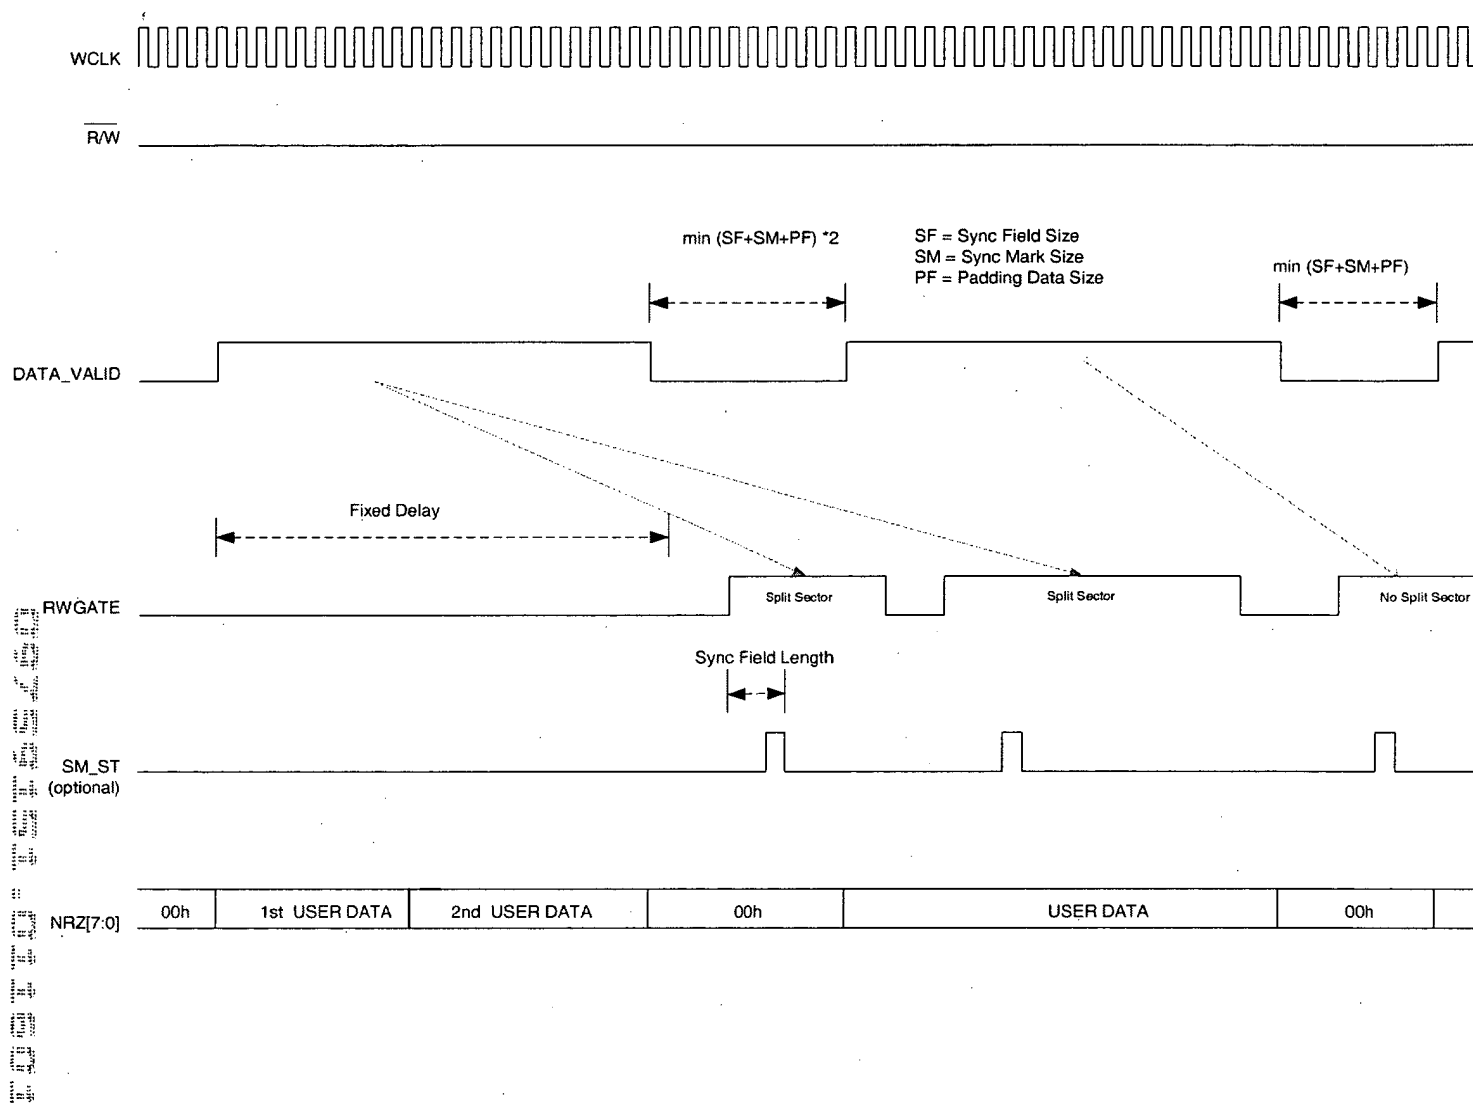 WCLK
R/W
min (SF+SM+PF) *2
SF = Sync Field Size
SM = Sync Mark Size
PF = Padding Data Size
min (SF+SM+PF)
DATA_VALID
Fixed Delay
RWGATE
Split Sector
Split Sector
No Split Sector
Sync Field Length
SM_ST
(optional)
NRZ[7:0]
00h
1st USER DATA
2nd USER DATA
00h
USER DATA
00h